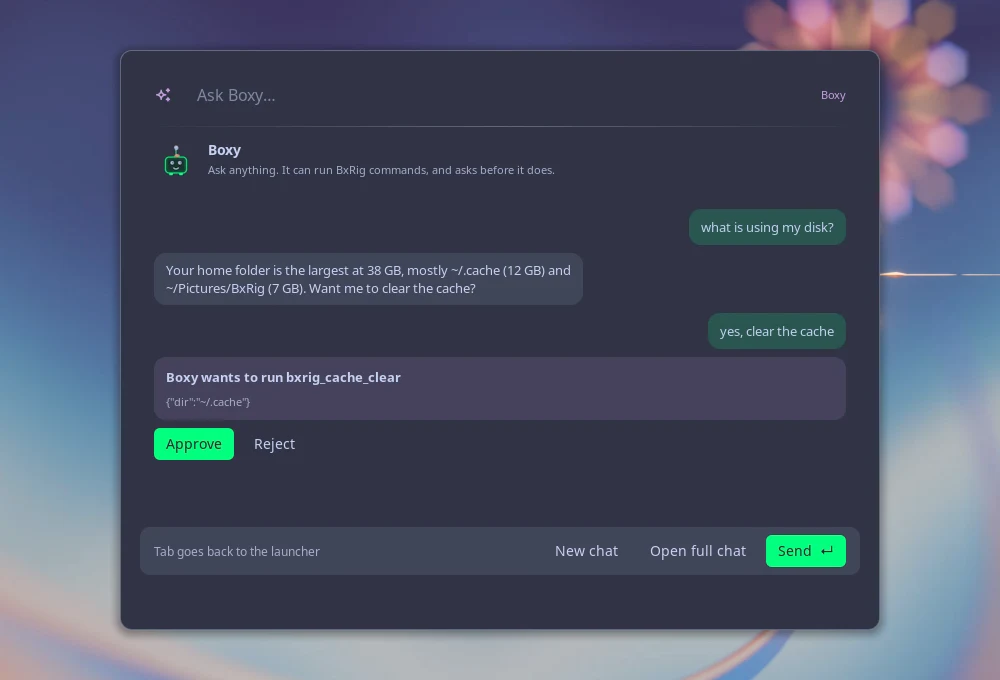 Ask Boxy...
Boxy
Boxy
Ask anything. It can run BxRig commands, and asks before it does.
what is using my disk?
Your home folder is the largest at 38 GB, mostly ~/.cache (12 GB) and
~/Pictures/BxRig (7 GB). Want me to clear the cache?
yes, clear the cache
Boxy wants to run bxrig_cache_clear
{"dir":"~/.cache"}
Approve
Reject
Tab goes back to the launcher
New chat
Open full chat
Send